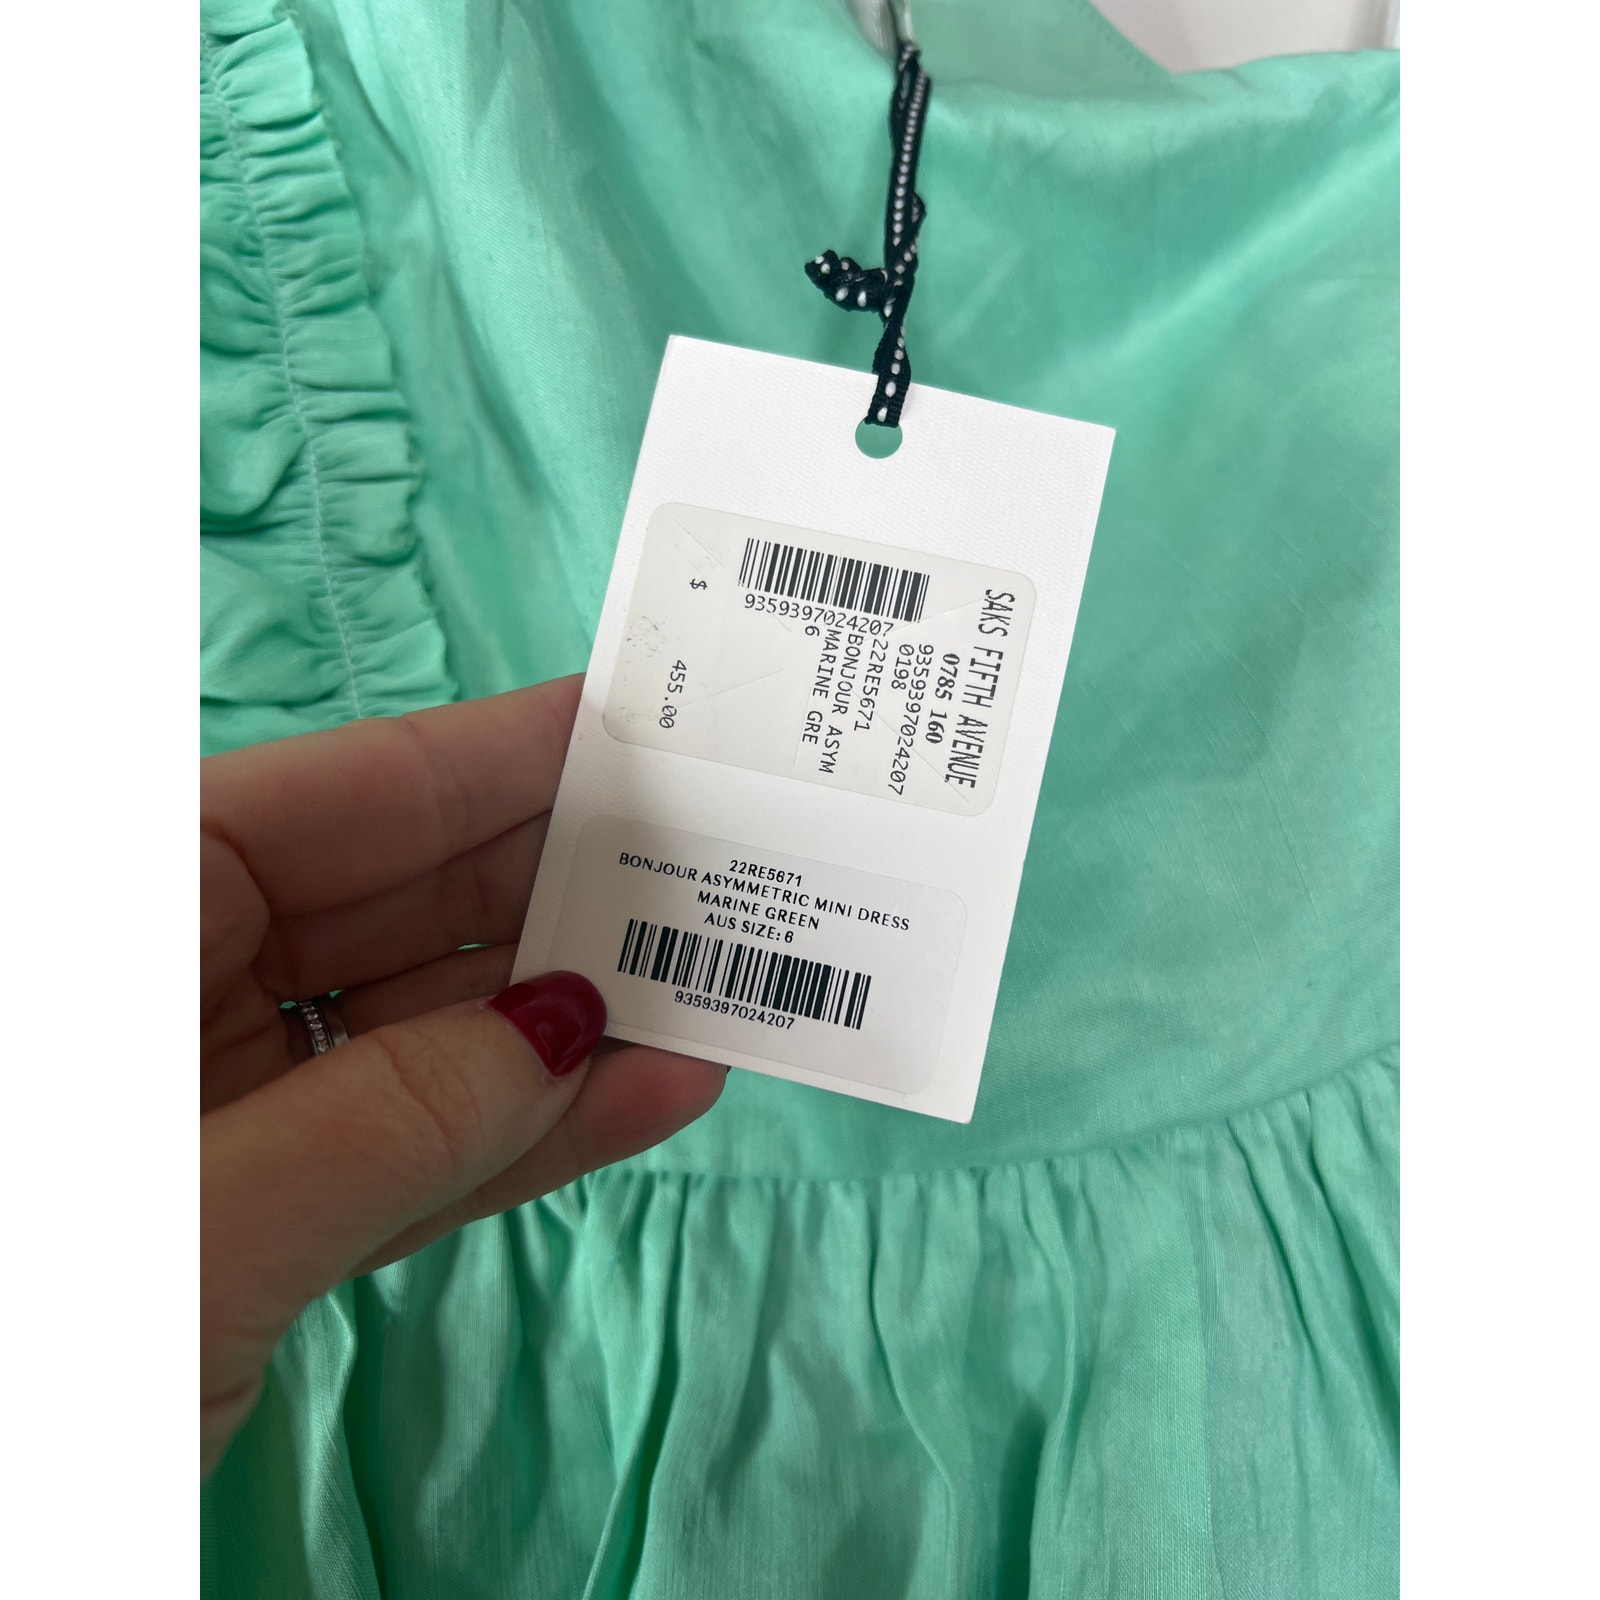 SAKS FIFTH AVENUE
0785 160
9359397024207
0198
22RE5671
BONJOUR ASYM
MARINE GRE
6
9359397024207
$ 455.00
22RE5671
BONJOUR ASYMMETRIC MINI DRESS
MARINE GREEN
AUS SIZE: 6
9359397024207